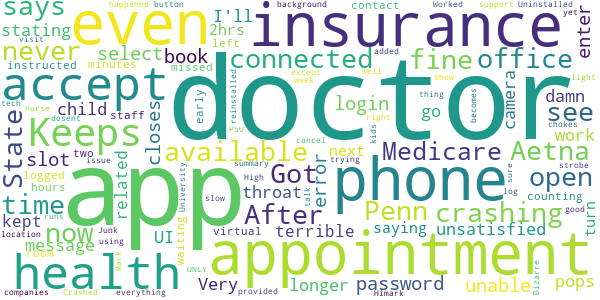 happened button background contact Worked support Uninstalled
says even insurance accept doctor app phone appointment health
visit I'll yet enter
stating 2hrs left
never select book connected fine office
instructed minutes missed added
tech nurse staff child early reinstalled login camera damn see
Keeps closes except well show becomes light
State slot dosent available week thing go Medicare Aetna work
two PSU right kids chokes
time hours logged issue related cancel next error trying
Got throat summary talk After Penn crashing open
kept High sure log counting good turn
location runs Junk University slow waiting saying unsatisfied strobe
now message UI virtual terrible
using room Mark Very longer password unable pops
companies Crashed everything ONLY provided Himark Bizarre